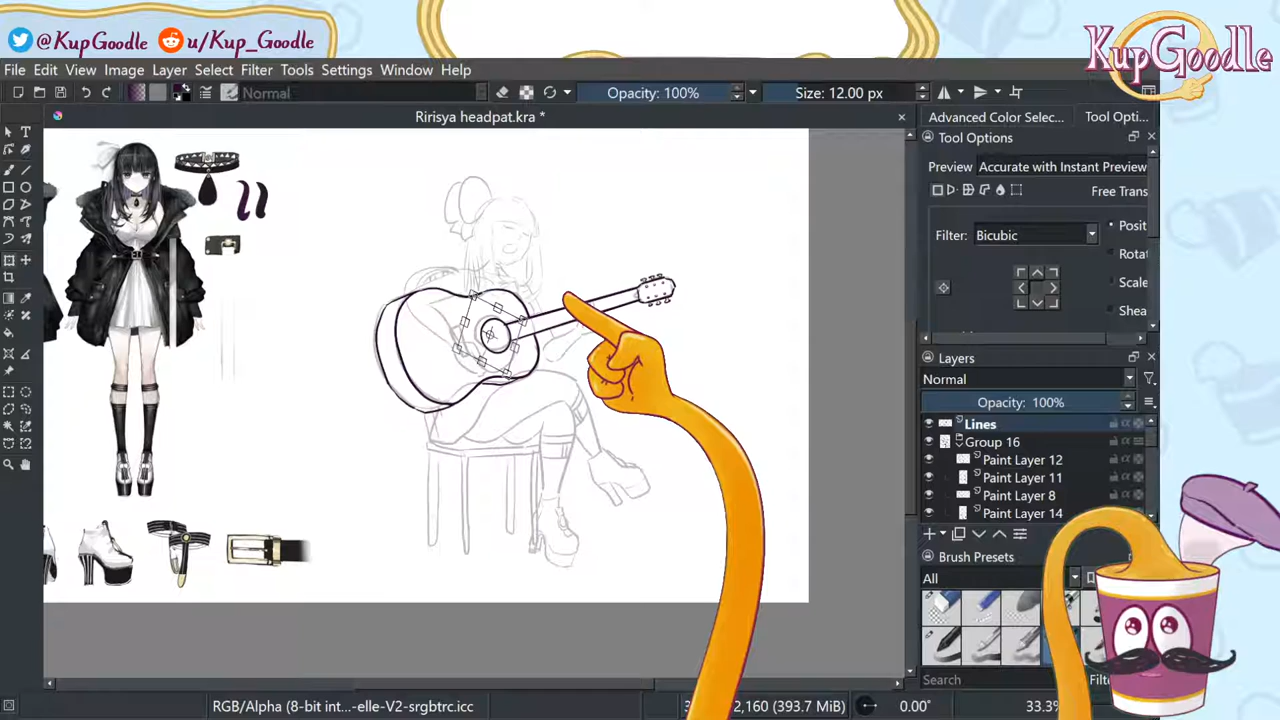 @KupGoodle u/Kup_Goodle
KupGoodle
File Edit View Image Layer Select Filter Tools Settings Window Help
Normal Opacity: 100% Size: 12.00 px
Ririsya headpat.kra *
Advanced Color Selec... Tool Opti...
Tool Options
Preview Accurate with Instant Preview
Free Trans
Filter: Bicubic
Posit
Rota
Scale
Shea
Layers
Normal
Opacity: 100%
Lines
Group 16
Paint Layer 12
Paint Layer 11
Paint Layer 8
Paint Layer 14
Brush Presets
All
Search
RGB/Alpha (8-bit int...-elle-V2-srgbtrc.icc
2,160 (393.7 MiB)
0.00°
33.3%